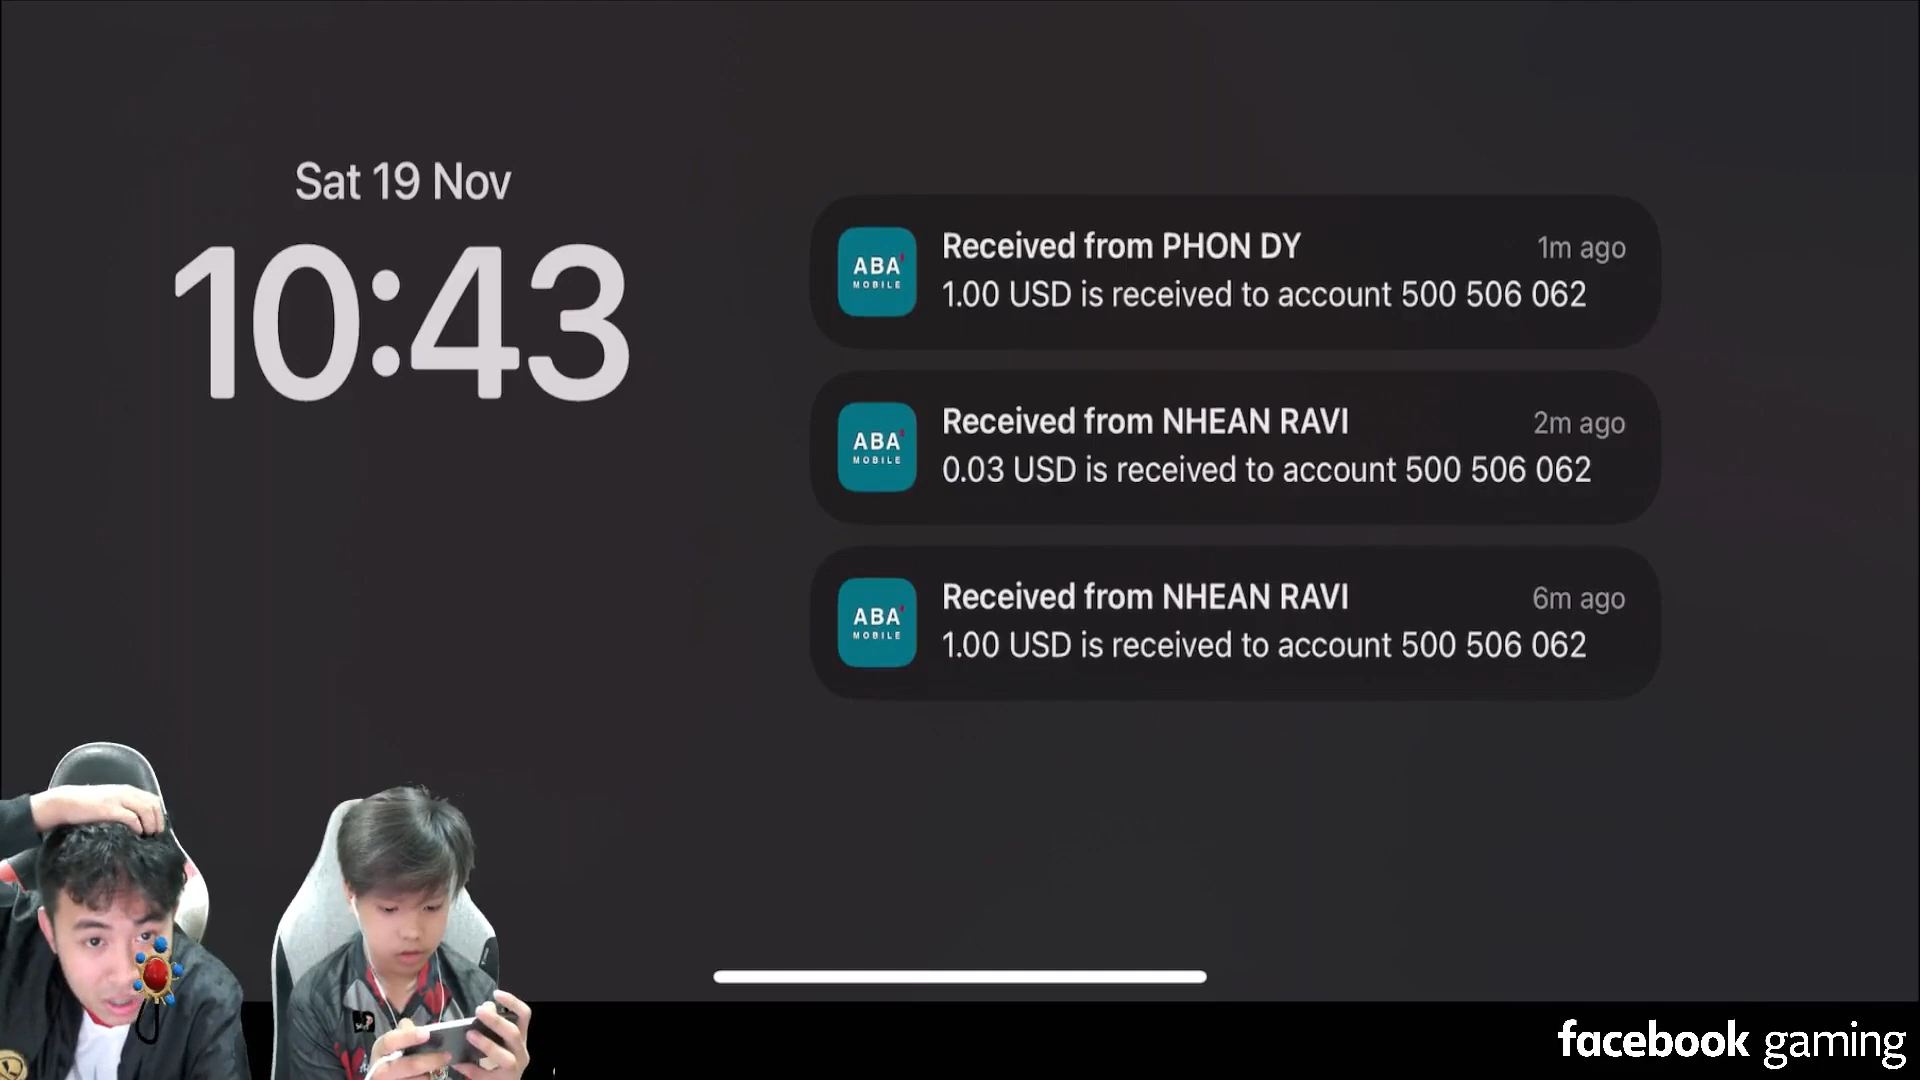 Sat 19 Nov
10:43
ABA'
MOBILE
Received from PHON DY
1m ago
1.00 USD is received to account 500 506 062
ABA'
MOBILE
Received from NHEAN RAVI
2m ago
0.03 USD is received to account 500 506 062
ABA'
MOBILE
Received from NHEAN RAVI
6m ago
1.00 USD is received to account 500 506 062
facebook gaming